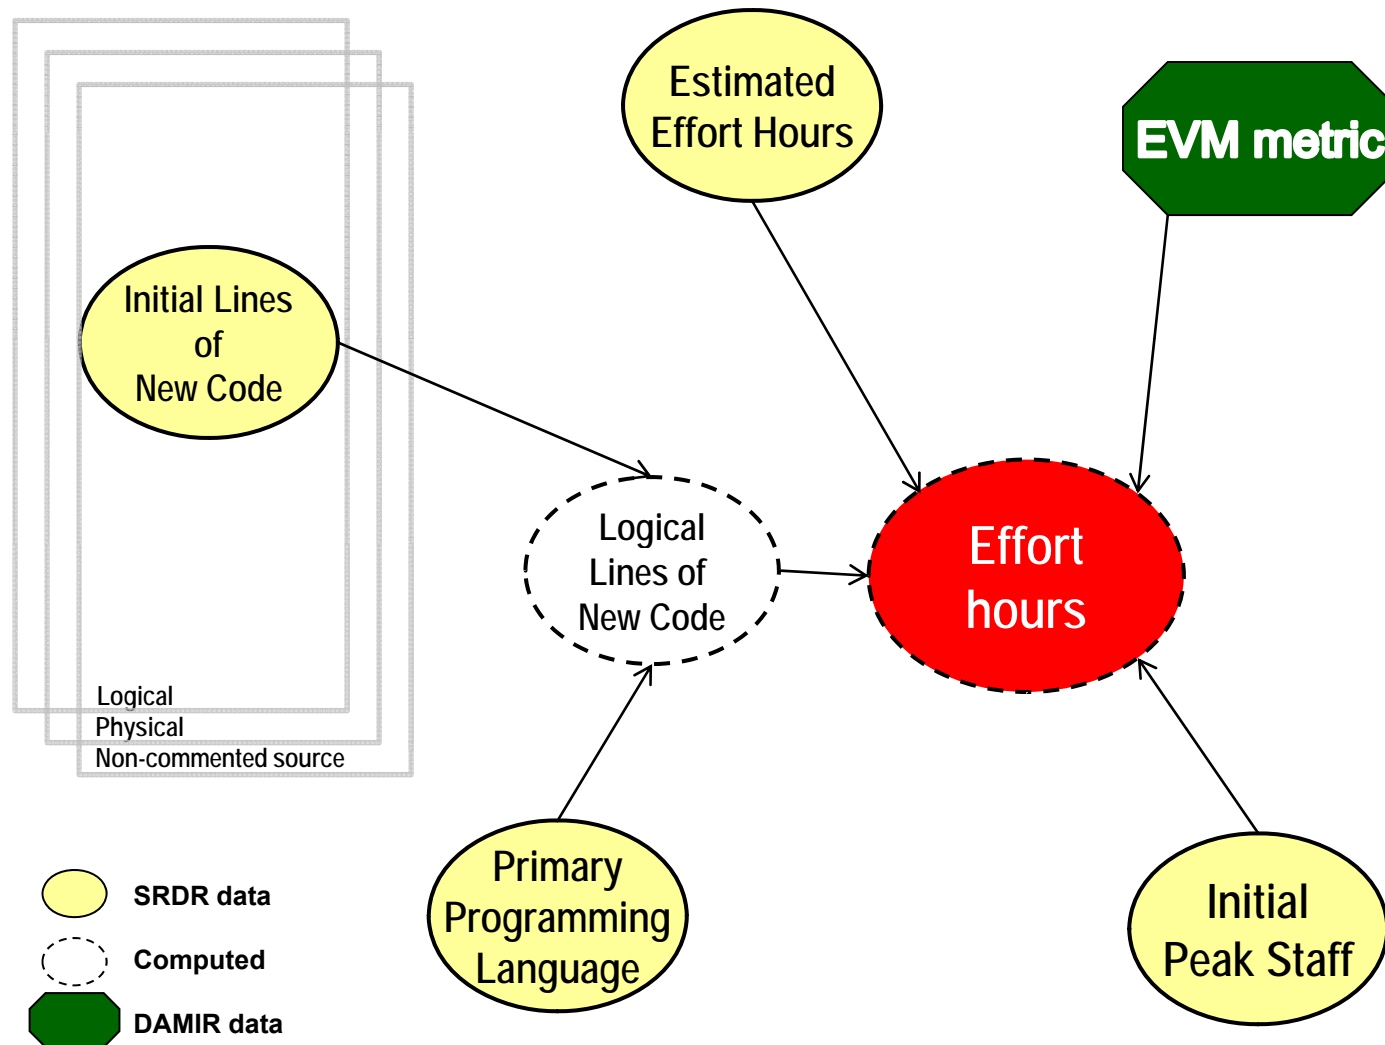 Estimated
Effort Hours
EVM metric
Initial Lines
of
New Code
Logical
Lines of
New Code
Effort
hours
Logical
Physical
Non-commented source
Primary
Programming
Language
Initial
Peak Staff
SRDR data
Computed
DAMIR data